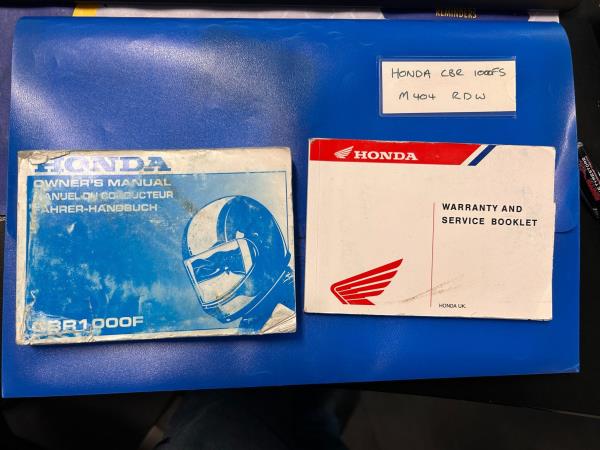 REMINDERS
HONDA CBR 1000FS
M404 RDW
HONDA
OWNER'S MANUAL
MANUEL DU CONDUCTEUR
FAHRER-HANDBUCH
CBR1000F
HONDA
WARRANTY AND
SERVICE BOOKLET
HONDA UK.